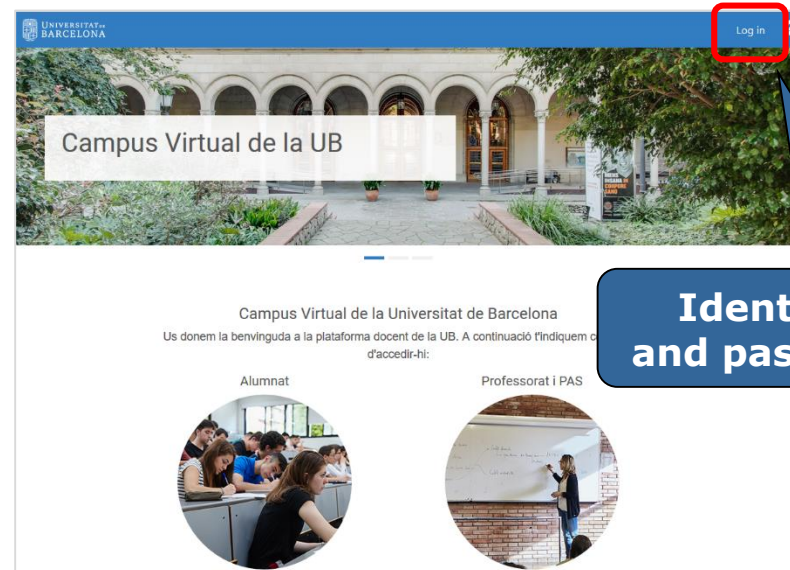 UNIVERSITAT DE
BARCELONA
Log in
Campus Virtual de la UB
Campus Virtual de la Universitat de Barcelona
Us donem la benvinguda a la plataforma docent de la UB. A continuació t'indiquem
d'accedir-hi:
Ident
and pas
Alumnat
Professorat i PAS